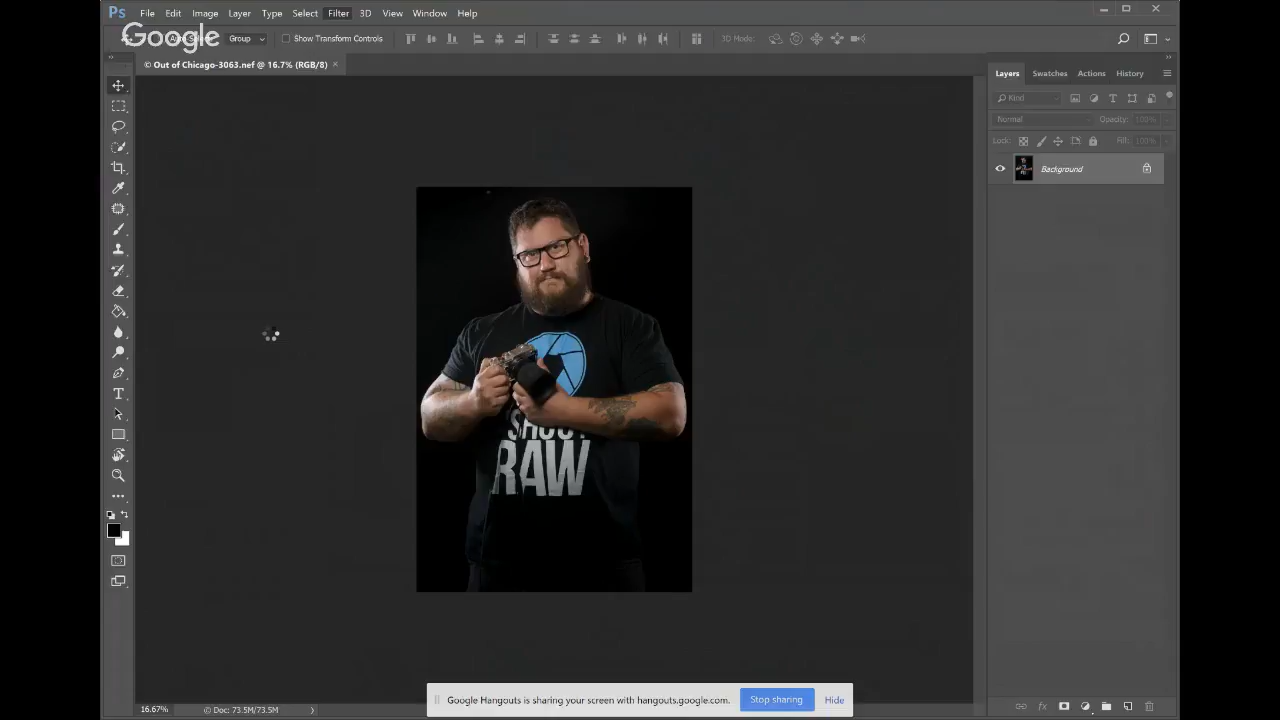 Ps File Edit Image Layer Type Select Filter 3D View Window Help
Google
Group Show Transform Controls 3D Mode:
© Out of Chicago-3063.nef @ 16.7% (RGB/8) ×
Layers Swatches Actions History
Kind
Normal Opacity: 100%
Lock: Fill: 100%
Background
SHOOT
RAW
T
Google Hangouts is sharing your screen with hangouts.google.com. Stop sharing Hide
16.67% © Doc: 73.5M/73.5M
fx